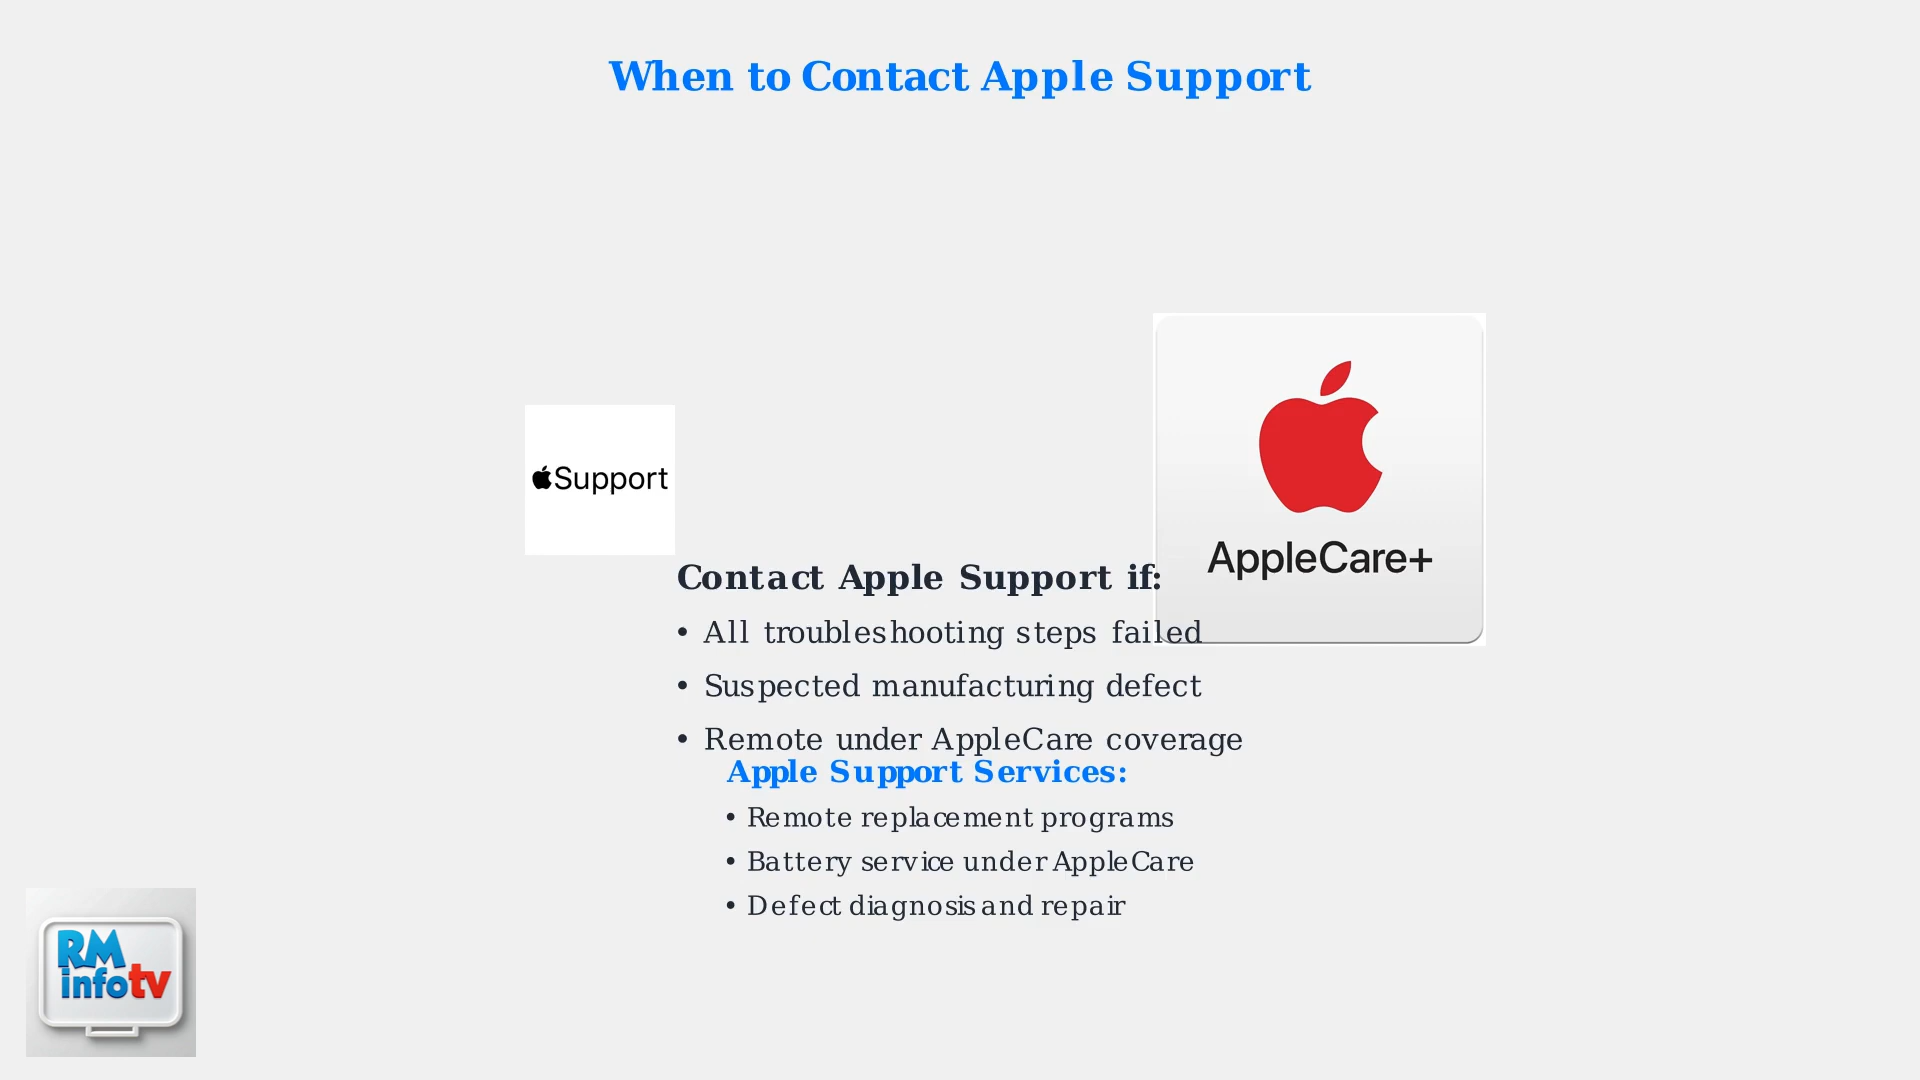 When to Contact Apple Support
Support
AppleCare+
Contact Apple Support if:
• All troubleshooting steps failed
• Suspected manufacturing defect
• Remote under AppleCare coverage
Apple Support Services:
• Remote replacement programs
• Battery service under AppleCare
• Defect diagnosis and repair
RM
infotv